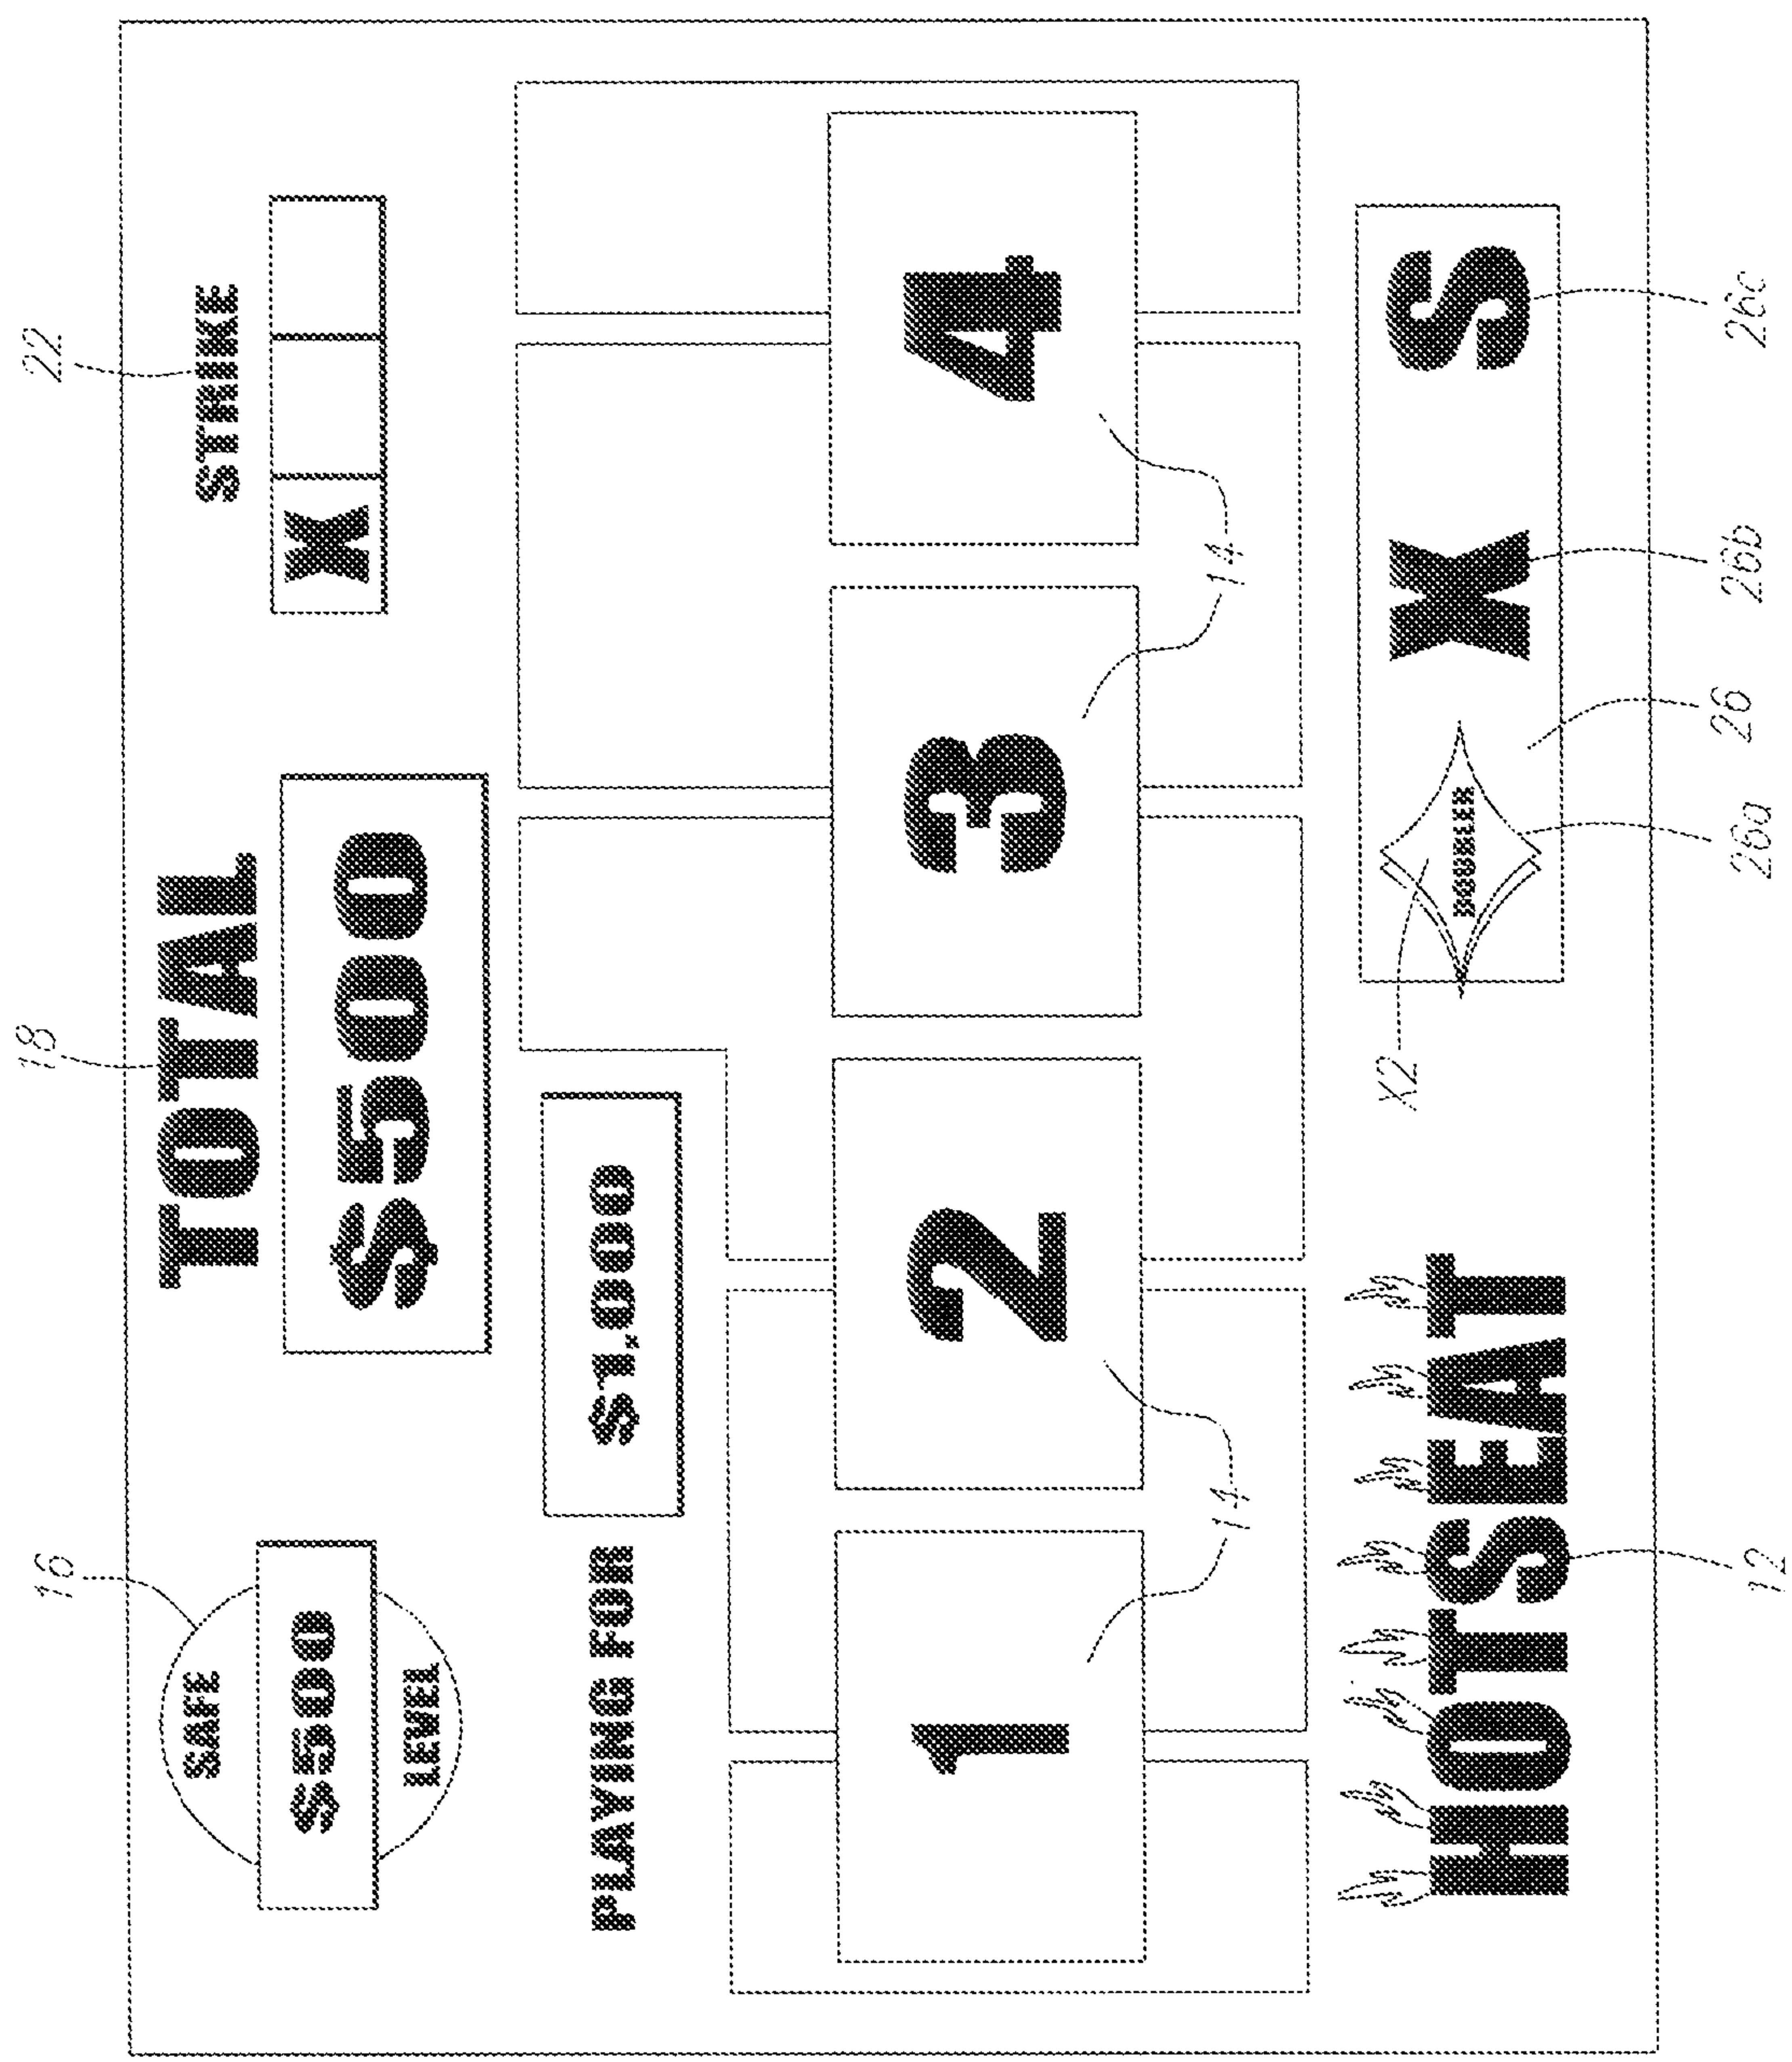 16
18
22
SAFE
$500
LEVEL
TOTAL
$500
STRIKE
X
PLAYING FOR
$1,000
1
2
3
4
14
14
HOTSEAT
X2
DOUBLER
X
S
12
26a
26
26b
26c